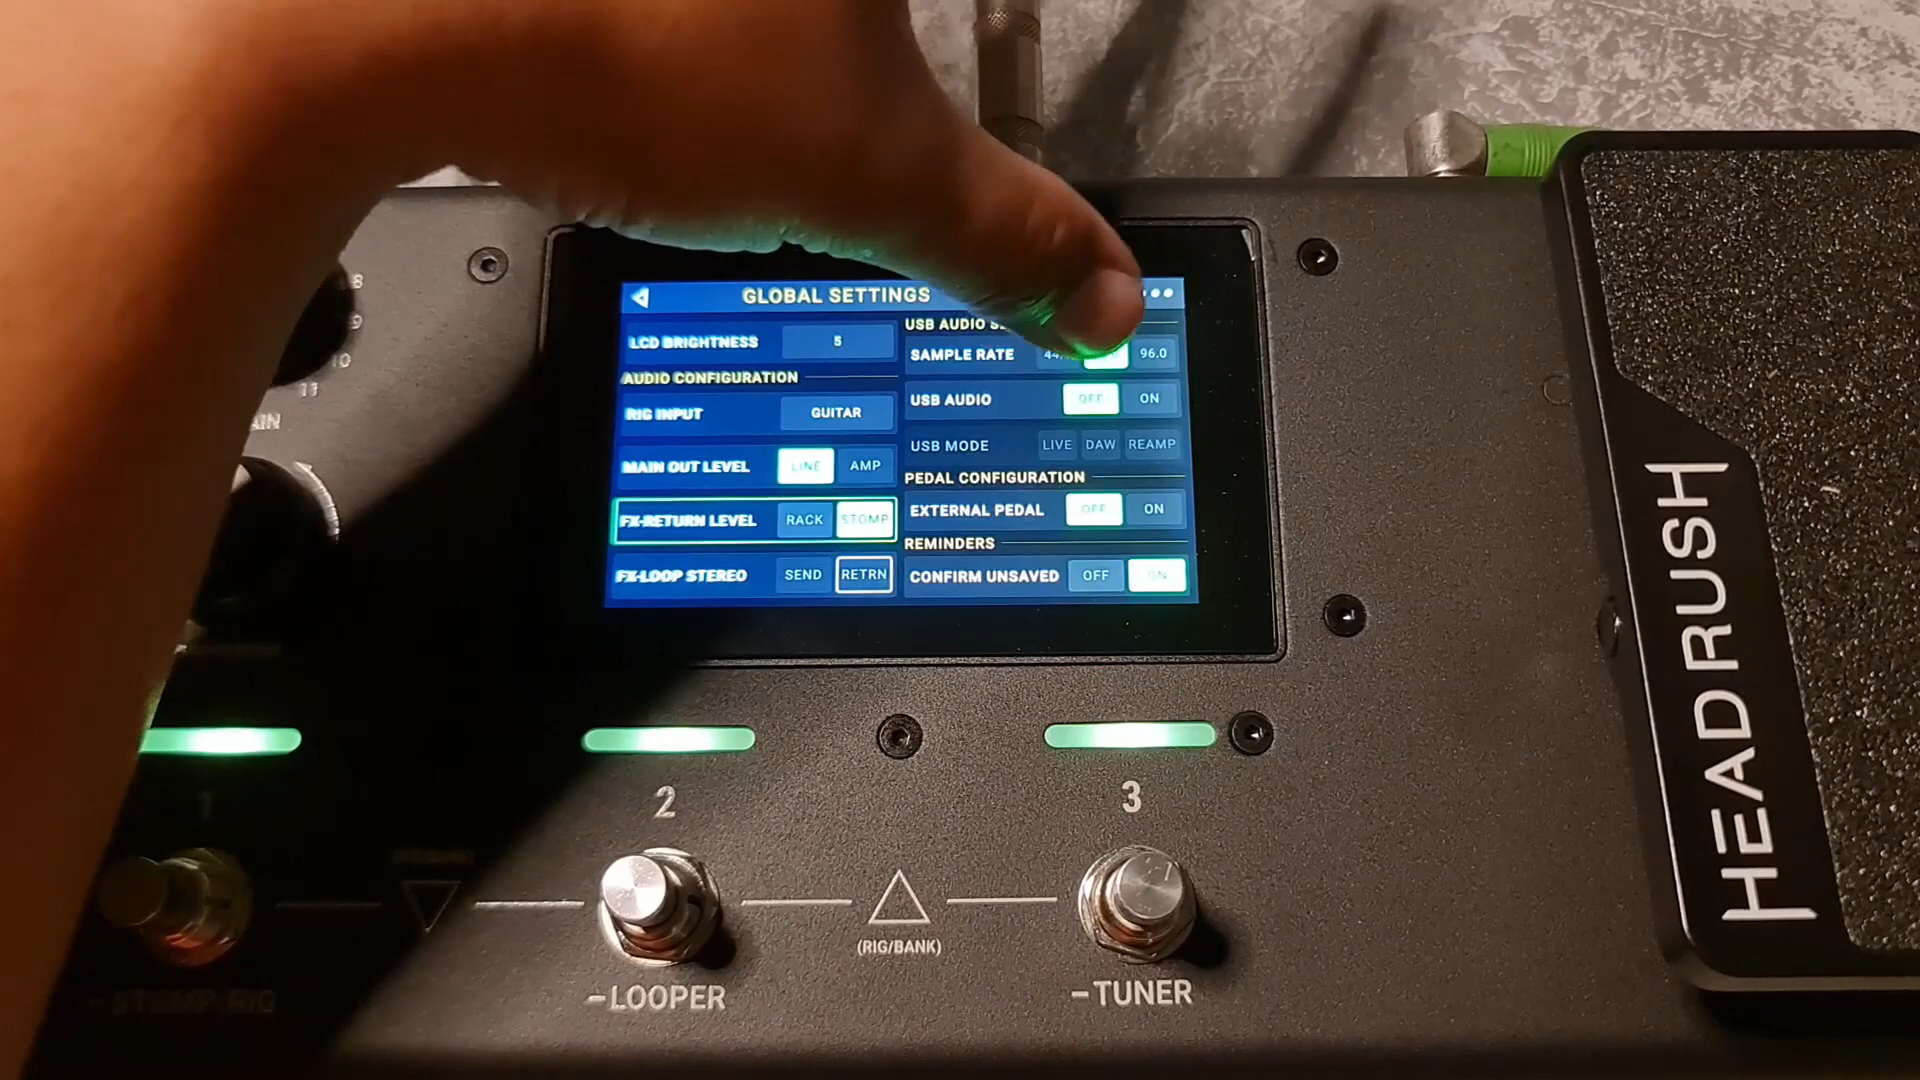 GLOBAL SETTINGS
LCD BRIGHTNESS 5
AUDIO CONFIGURATION
RIG INPUT GUITAR
MAIN OUT LEVEL LINE AMP
FX-RETURN LEVEL RACK STOMP
FX-LOOP STEREO SEND RETRN
USB AUDIO
SAMPLE RATE 96.0
USB AUDIO OFF ON
USB MODE LIVE DAW REAMP
PEDAL CONFIGURATION
EXTERNAL PEDAL OFF ON
REMINDERS
CONFIRM UNSAVED OFF ON
8
9
10
11
1
2
3
(RIG/BANK)
-STOMP RIG
-LOOPER
-TUNER
HEADRUSH